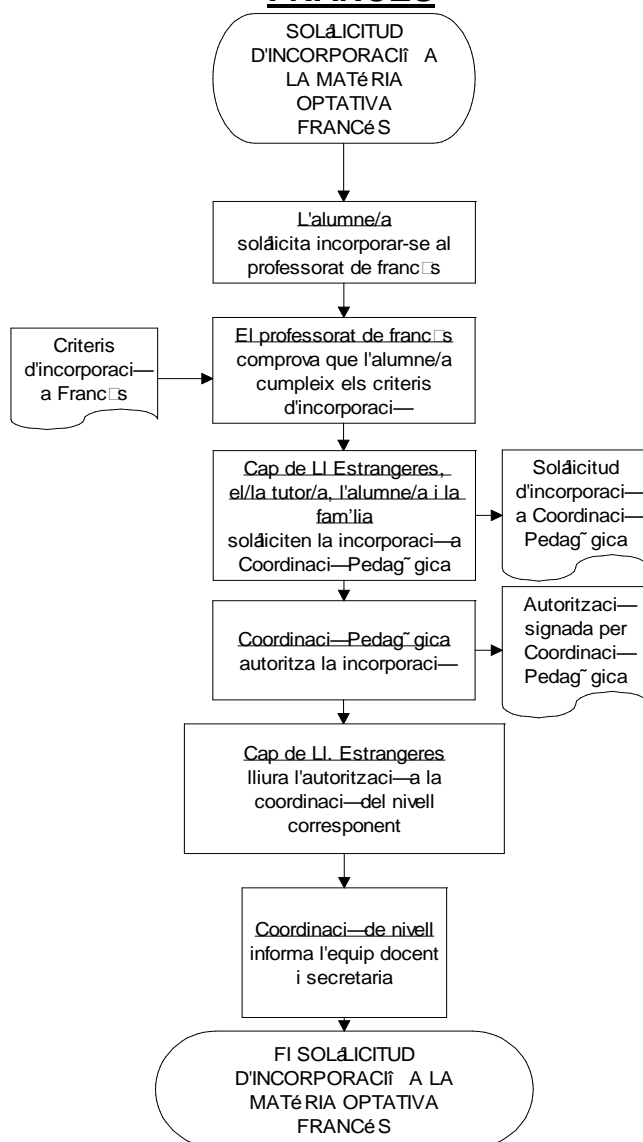 FRANCES
SOLáLICITUD
D'INCORPORACIî A
LA MATéRIA
OPTATIVA
FRANCéS
L'alumne/a
soláicita incorporar-se al
professorat de franc□s
Criteris
d'incorporaci—
a Franc□s
El professorat de franc□s
comprova que l'alumne/a
cumpleix els criteris
d'incorporaci—
Cap de Ll Estrangeres,
el/la tutor/a, l'alumne/a i la
fam’lia
soláiciten la incorporaci—a
Coordinaci—Pedag˜gica
Soláicitud
d'incorporaci—
a Coordinaci—
Pedag˜gica
Coordinaci—Pedag˜gica
autoritza la incorporaci—
Autoritzaci—
signada per
Coordinaci—
Pedag˜gica
Cap de Ll. Estrangeres
lliura l'autoritzaci—a la
coordinaci—del nivell
corresponent
Coordinaci—de nivell
informa l'equip docent
i secretaria
FI SOLáLICITUD
D'INCORPORACIî A LA
MATéRIA OPTATIVA
FRANCéS